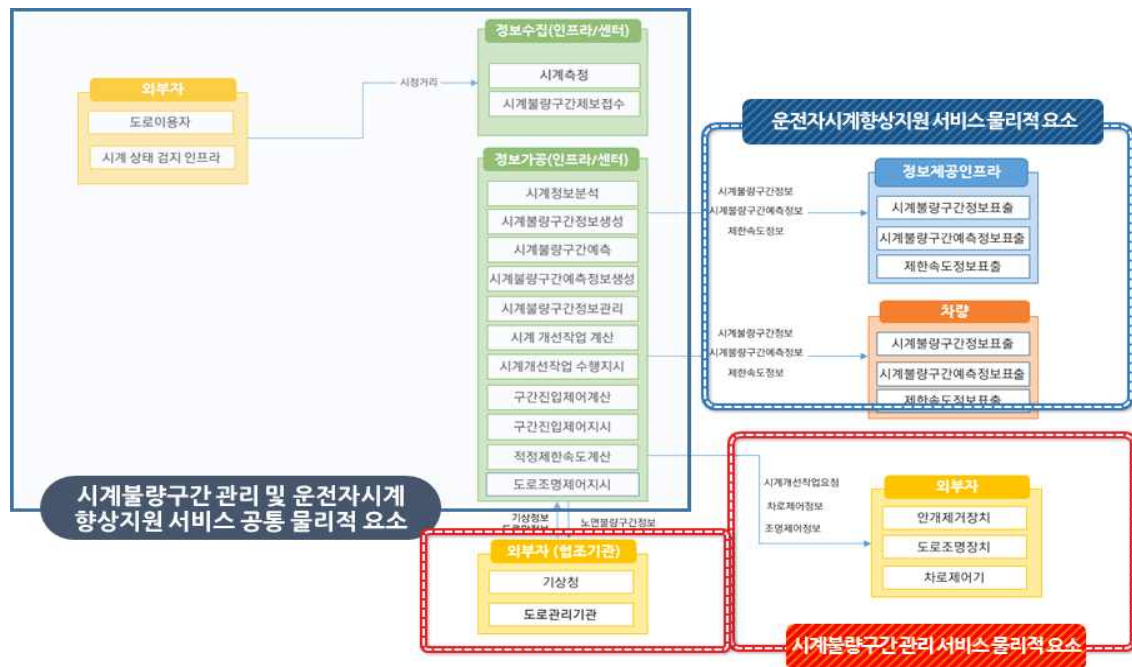 정보수집(인프라/센터)
시계측정
시계불량구간제보접수
외부자
도로이용자
시계 상태 검지 인프라
시정거리
정보가공(인프라/센터)
시계정보분석
시계불량구간정보생성
시계불량구간예측
시계불량구간예측정보생성
시계불량구간정보관리
시계 개선작업 계산
시계개선작업 수행지시
구간진입제어계산
구간진입제어지시
적정제한속도계산
도로조명제어지시
시계불량구간 관리 및 운전자시계
향상지원 서비스 공통 물리적 요소
운전자시계향상지원 서비스 물리적 요소
시계불량구간정보
시계불량구간예측정보
제한속도정보
정보제공인프라
시계불량구간정보표출
시계불량구간예측정보표출
제한속도정보표출
시계불량구간정보
시계불량구간예측정보
제한속도정보
차량
시계불량구간정보표출
시계불량구간예측정보표출
제한속도정보표출
기상정보
노면불량구간정보
외부자 (협조기관)
기상청
도로관리기관
시계개선작업요청
차로제어정보
조명제어정보
외부자
안개제거장치
도로조명장치
차로제어기
시계불량구간 관리 서비스 물리적 요소